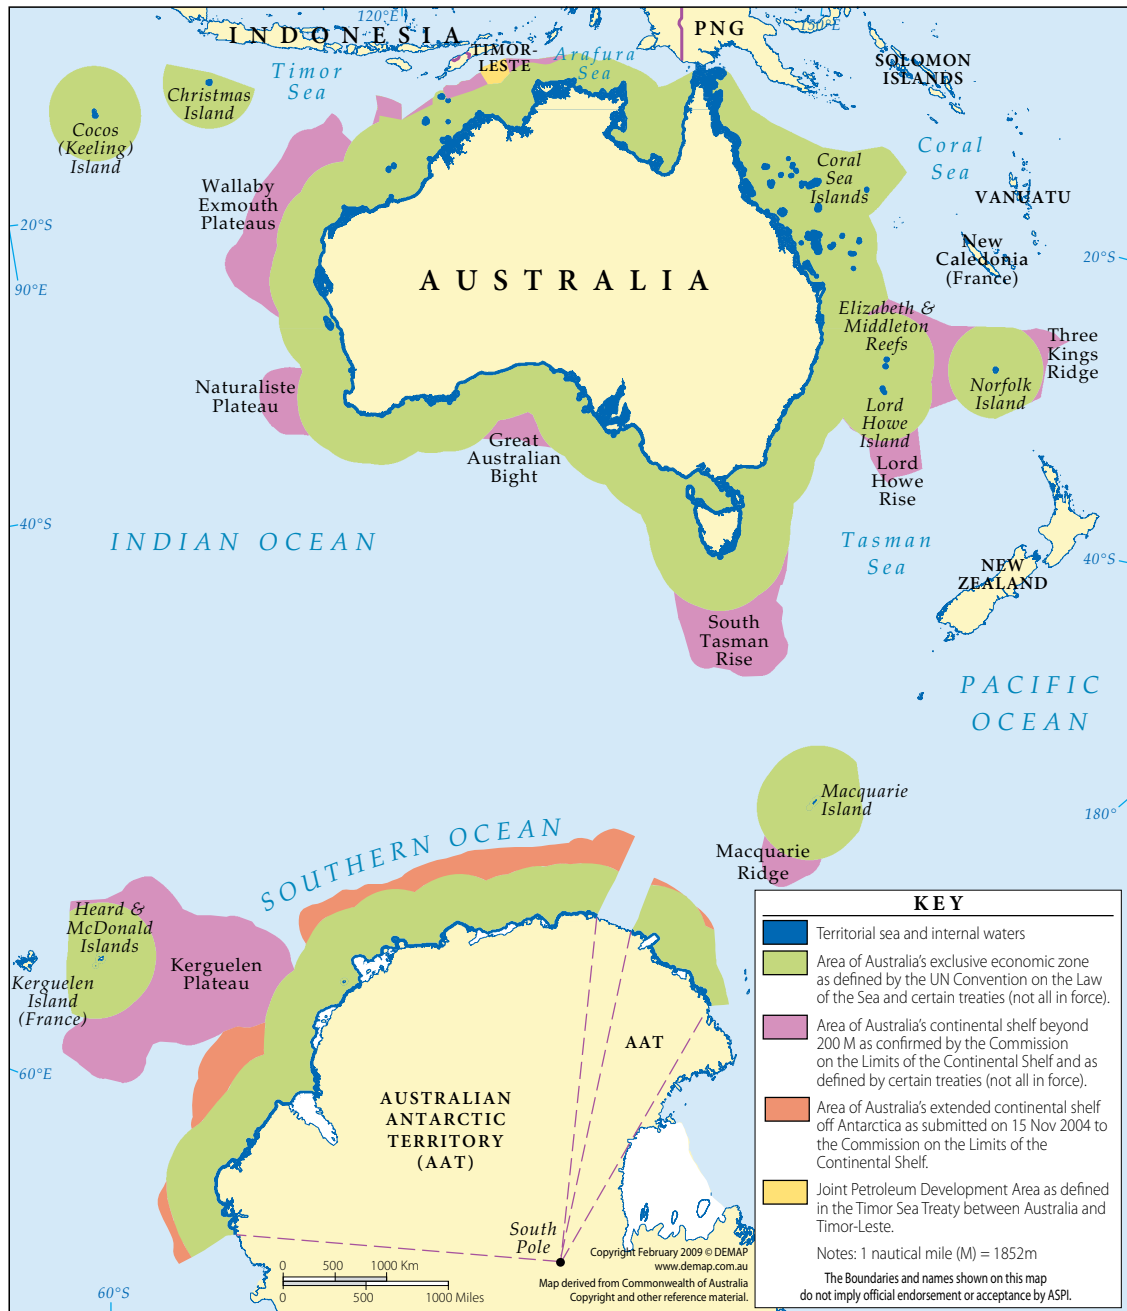 120°E
150°E
INDONESIA
PNG
TIMOR-
LESTE
Arafura
Sea
SOLOMON
ISLANDS
Timor
Sea
Christmas
Island
Cocos
(Keeling)
Island
Coral
Sea
Coral
Sea
Islands
Wallaby
Exmouth
Plateaus
VANUATU
20°S
New
Caledonia
(France)
20°S
90°E
AUSTRALIA
Elizabeth &
Middleton
Reefs
Three
Kings
Ridge
Naturaliste
Plateau
Norfolk
Island
Lord
Howe
Island
Great
Australian
Bight
Lord
Howe
Rise
40°S
INDIAN OCEAN
Tasman
Sea
40°S
NEW
ZEALAND
South
Tasman
Rise
PACIFIC
OCEAN
Macquarie
Island
180°
SOUTHERN OCEAN
Macquarie
Ridge
Heard &
McDonald
Islands
Kerguelen
Plateau
Kerguelen
Island
(France)
AAT
60°E
AUSTRALIAN
ANTARCTIC
TERRITORY
(AAT)
South
Pole
60°S
0 500 1000 Km
0 500 1000 Miles
Copyright February 2009 © DEMAP
www.demap.com.au
Map derived from Commonwealth of Australia
Copyright and other reference material.
KEY
Territorial sea and internal waters
Area of Australia's exclusive economic zone
as defined by the UN Convention on the Law
of the Sea and certain treaties (not all in force).
Area of Australia's continental shelf beyond
200 M as confirmed by the Commission
on the Limits of the Continental Shelf and as
defined by certain treaties (not all in force).
Area of Australia's extended continental shelf
off Antarctica as submitted on 15 Nov 2004 to
the Commission on the Limits of the
Continental Shelf.
Joint Petroleum Development Area as defined
in the Timor Sea Treaty between Australia and
Timor-Leste.
Notes: 1 nautical mile (M) = 1852m
The Boundaries and names shown on this map
do not imply official endorsement or acceptance by ASPI.